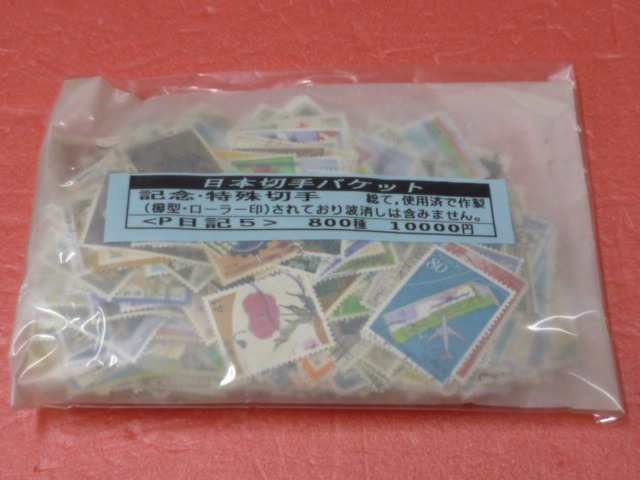 日本切手パケット
記念・特殊切手 総て,使用済で作製
(櫛型・ローラー印)されており波消しは含みません。
<P日記5> 800種 10000円
80